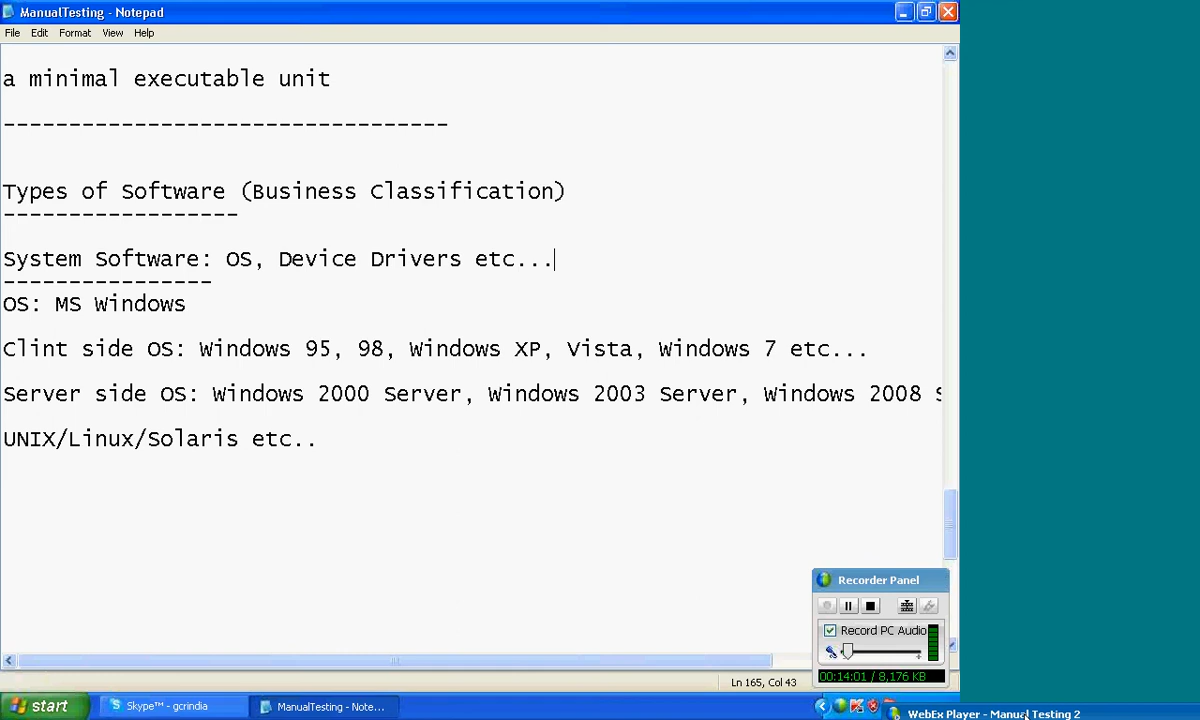 ManualTesting - Notepad
File Edit Format View Help
a minimal executable unit
----------------------------------
Types of Software (Business Classification)
------------------
System Software: OS, Device Drivers etc...
----------------
OS: MS Windows
Clint side OS: Windows 95, 98, Windows XP, Vista, Windows 7 etc...
Server side OS: Windows 2000 Server, Windows 2003 Server, Windows 2008 S
UNIX/Linux/Solaris etc..
Recorder Panel
Record PC Audio
00:14:01 / 8,176 KB
Ln 165, Col 43
start Skype™ - gcrindia ManualTesting - Note...
WebEx Player - Manual Testing 2